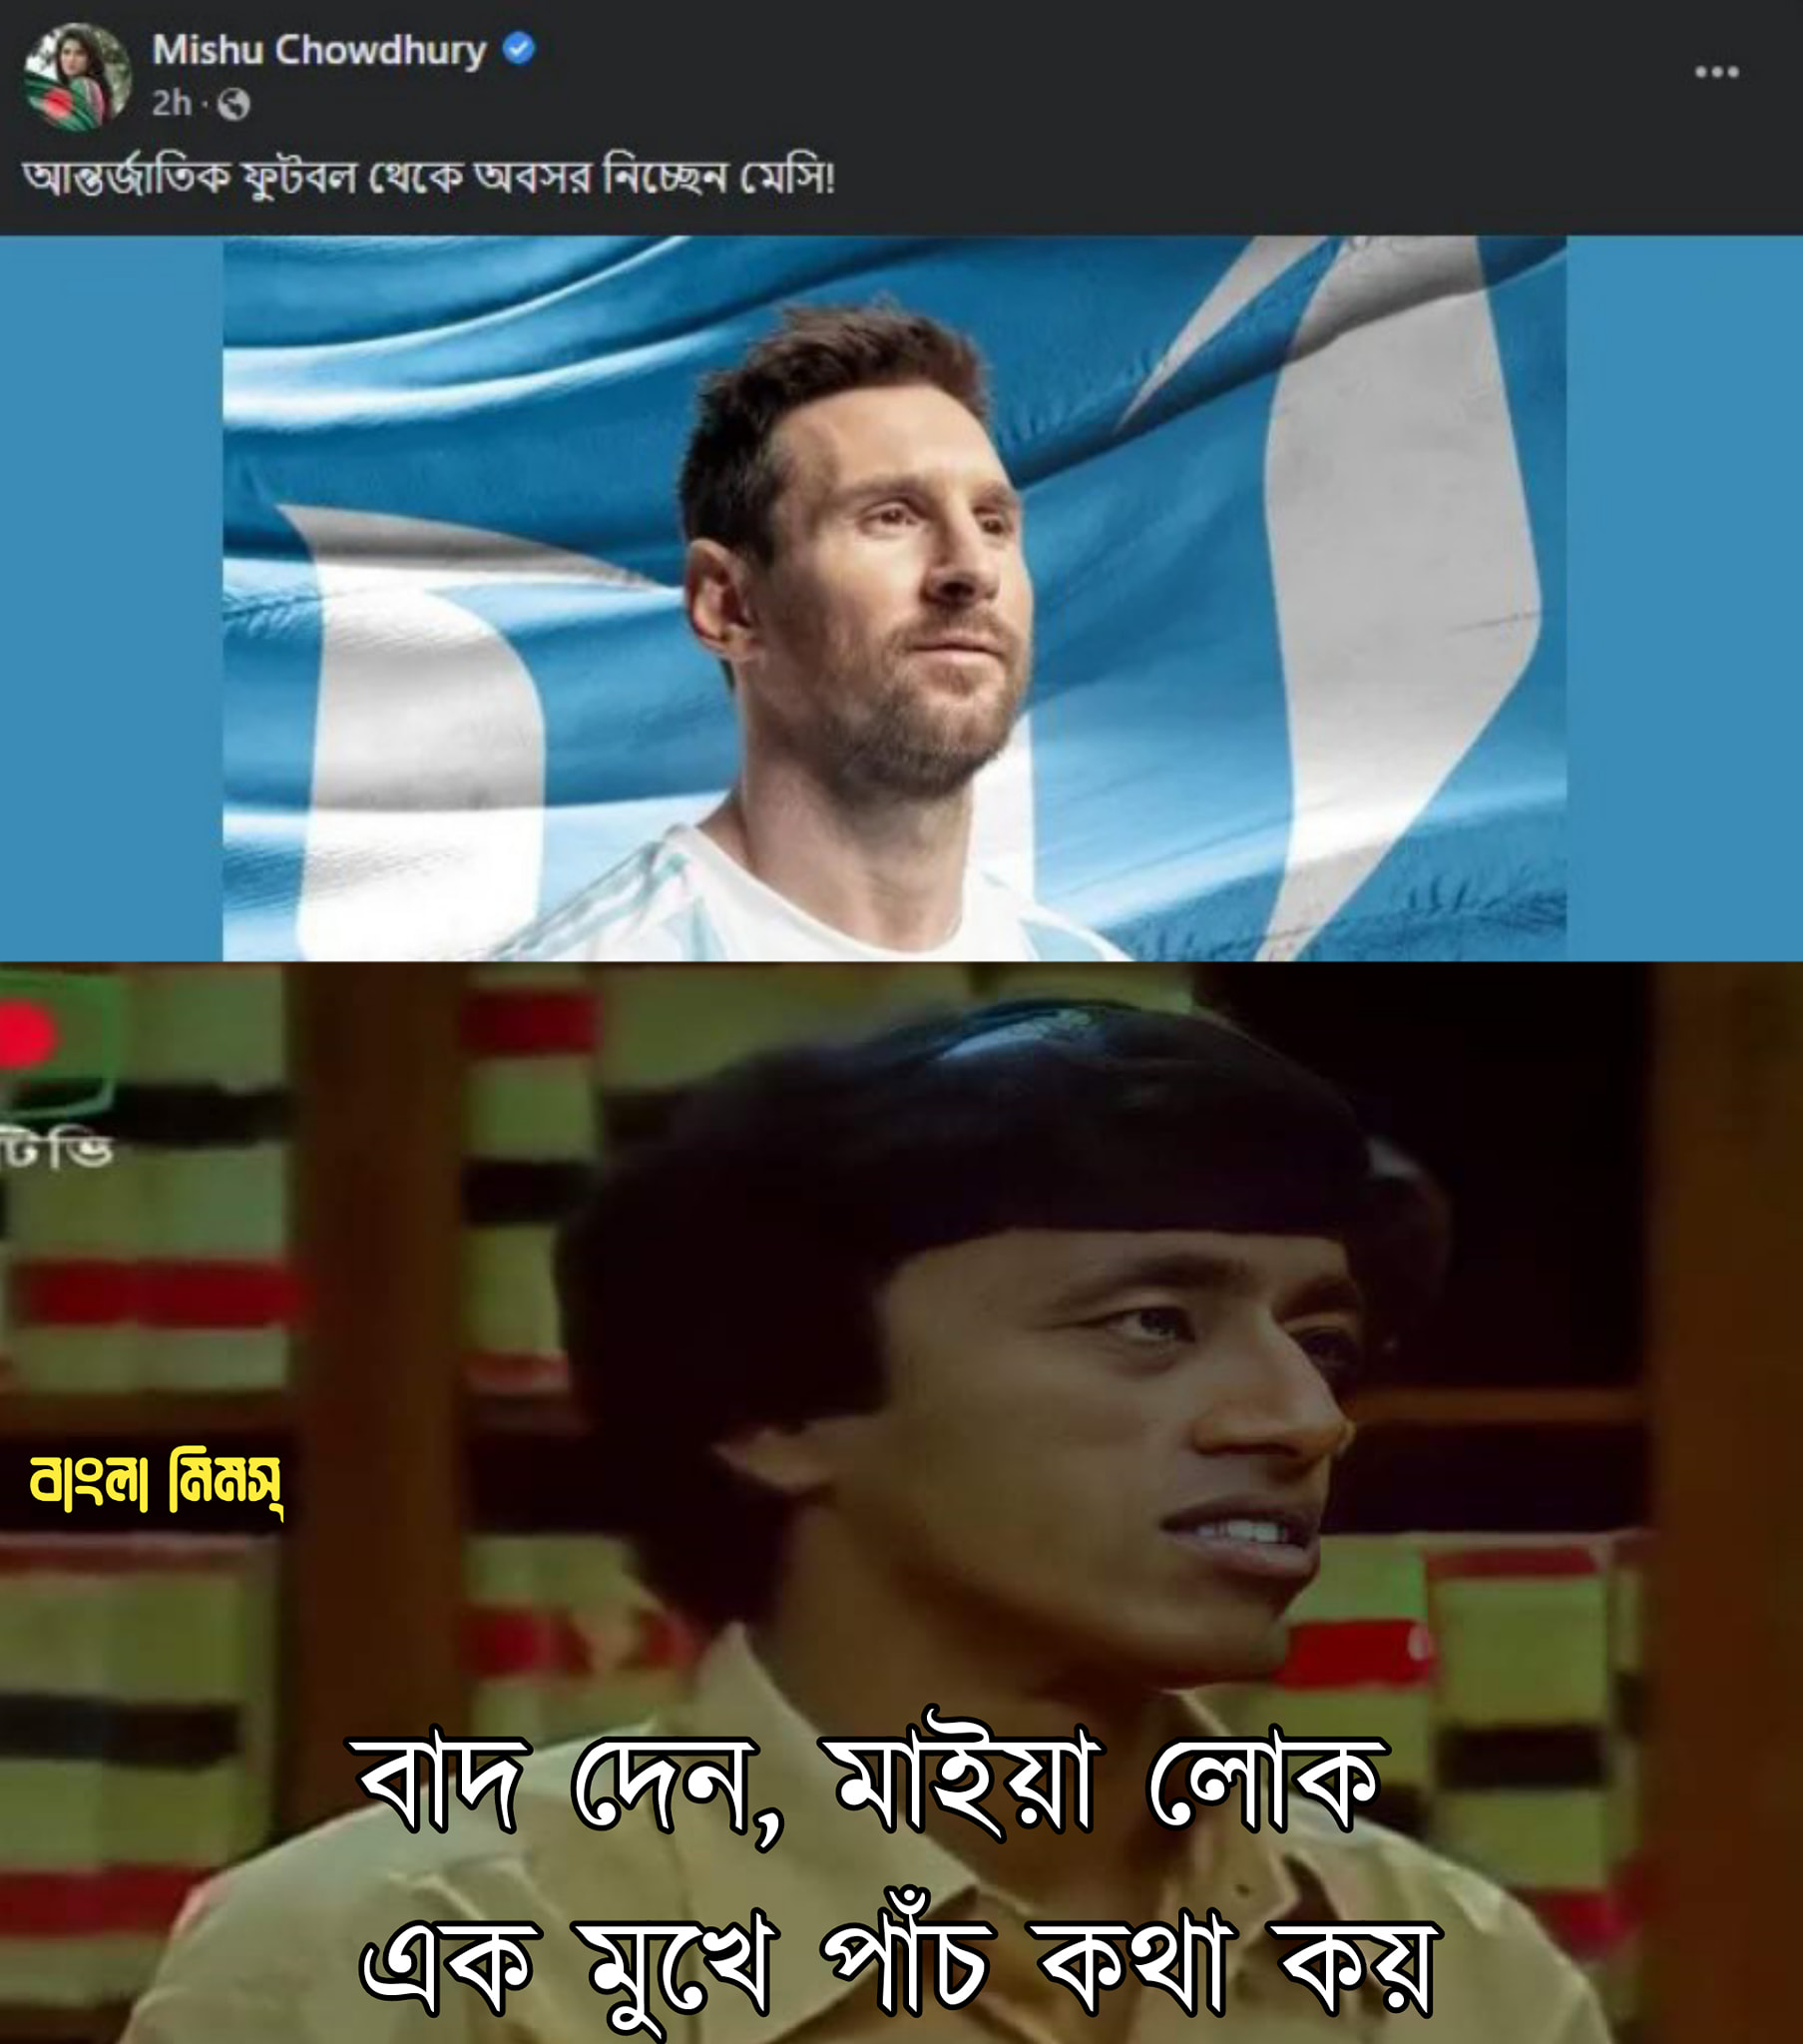 Mishu Chowdhury
2h ·
আন্তর্জাতিক ফুটবল থেকে অবসর নিচ্ছেন মেসি!
টিভি
বাংলা মিমস্
বাদ দেন, মাইয়া লোক
এক মুখে পাঁচ কথা কয়